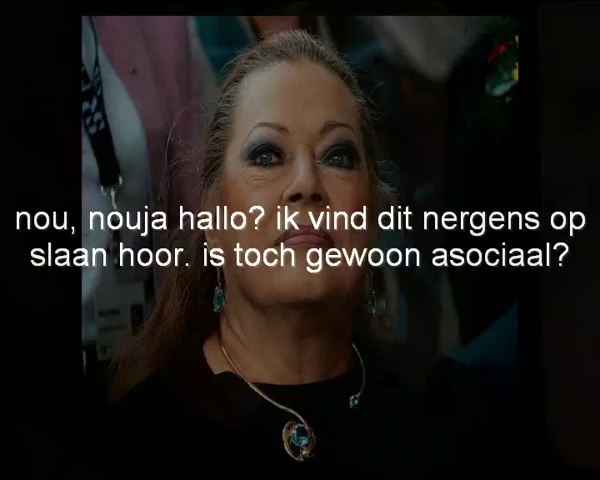 nou, nouja hallo? ik vind dit nergens op
slaan hoor. is toch gewoon asociaal?